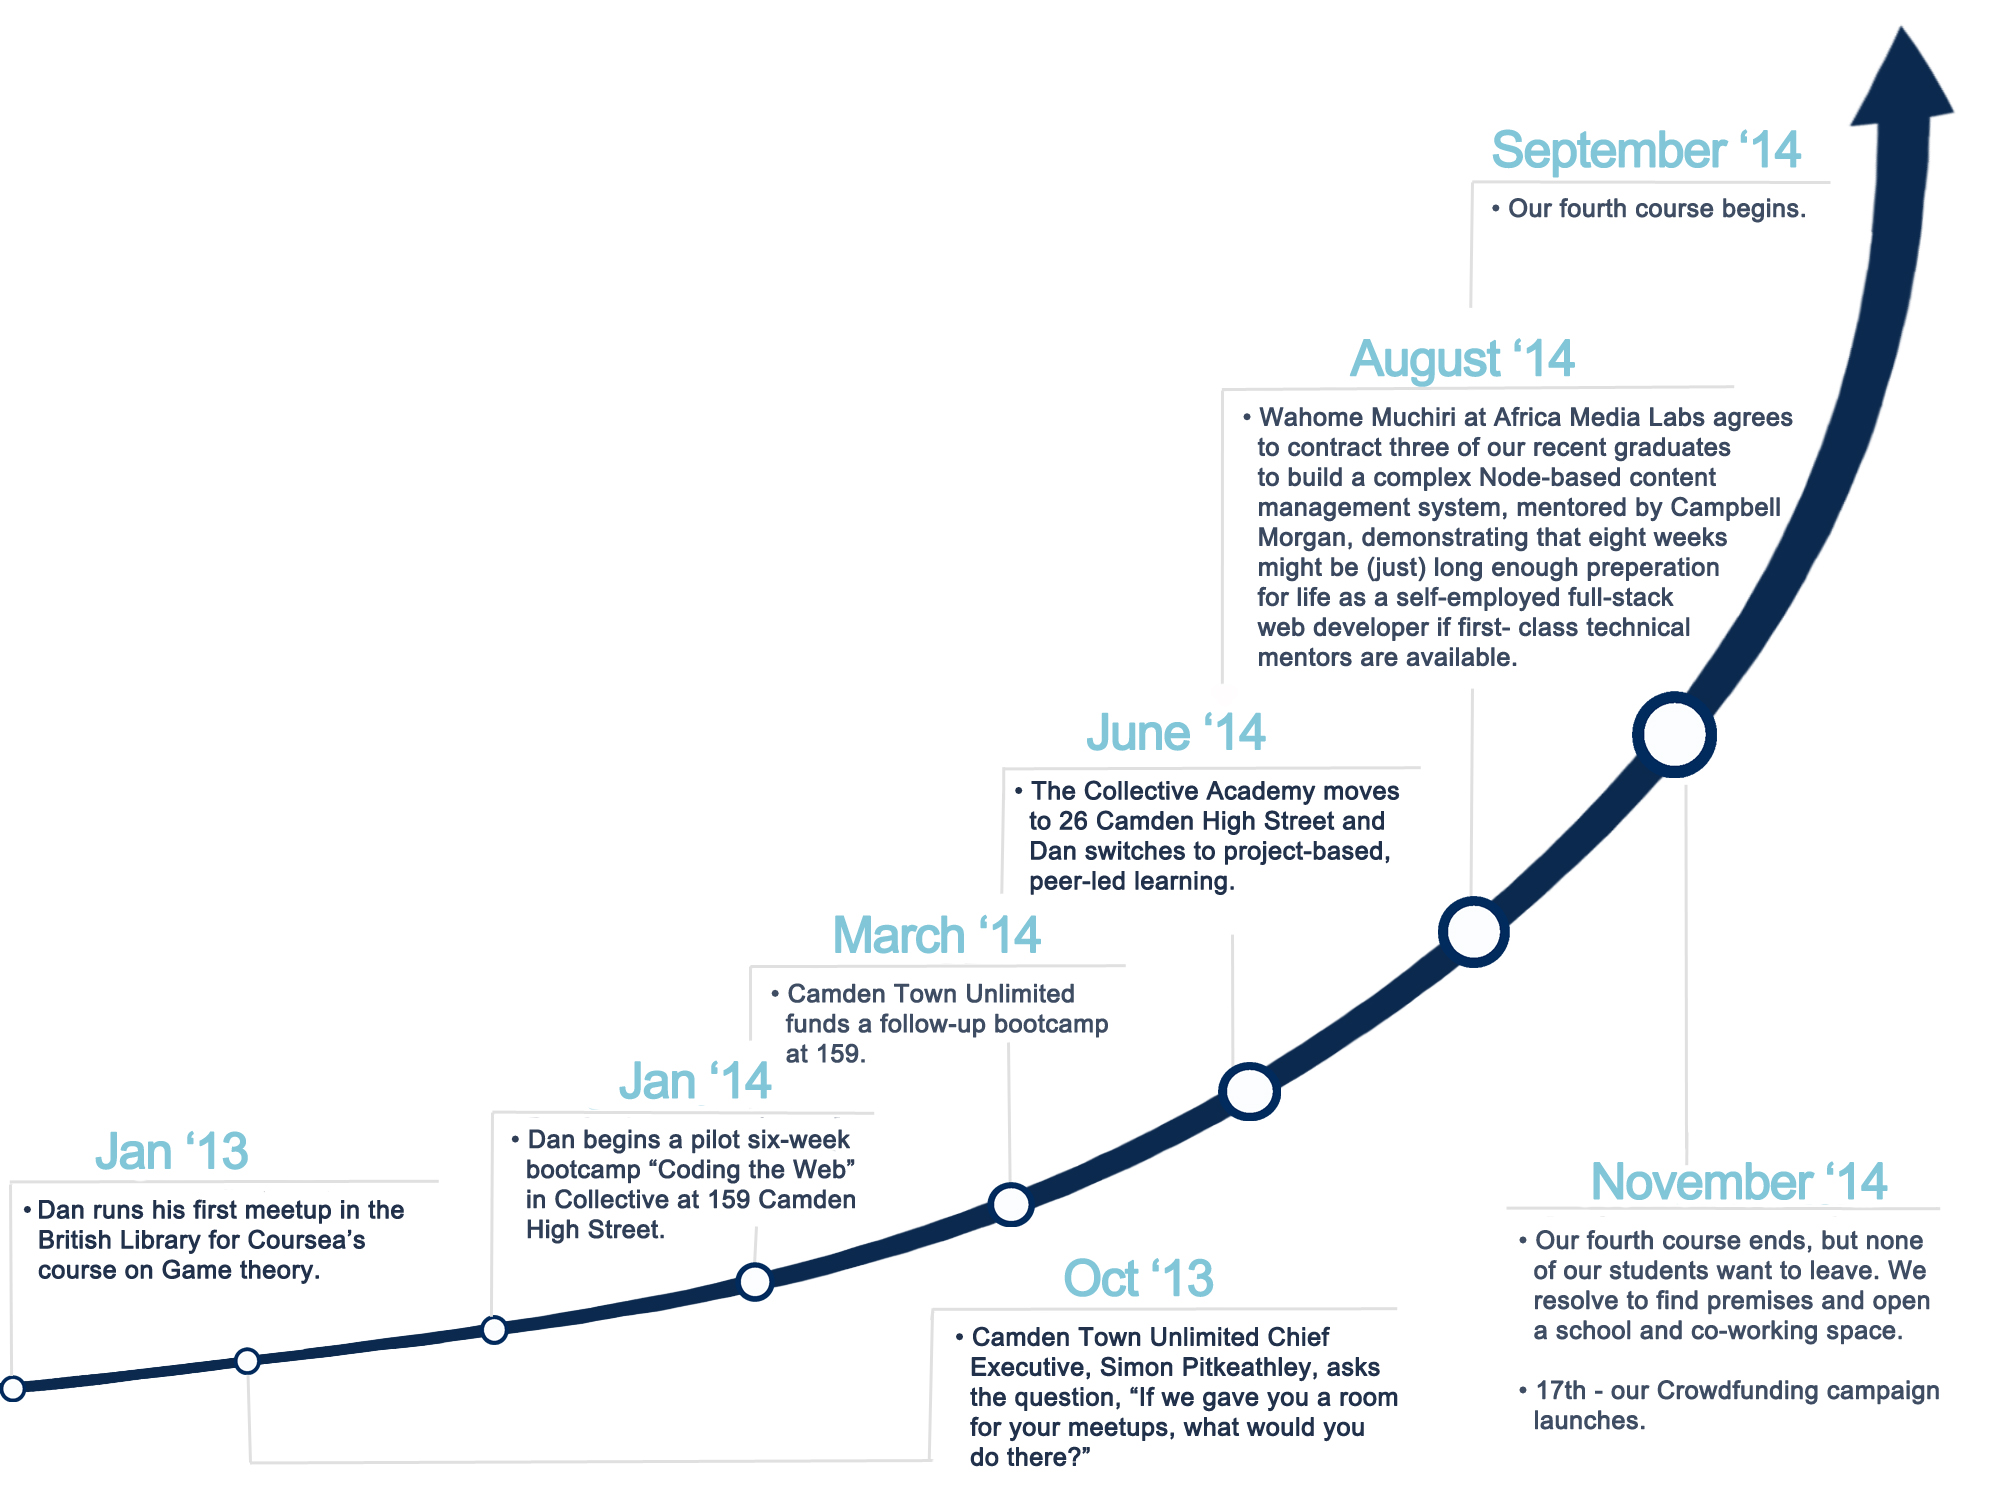 September ‘14
• Our fourth course begins.
August ‘14
• Wahome Muchiri at Africa Media Labs agrees
to contract three of our recent graduates
to build a complex Node-based content
management system, mentored by Campbell
Morgan, demonstrating that eight weeks
might be (just) long enough preperation
for life as a self-employed full-stack
web developer if first- class technical
mentors are available.
June ‘14
• The Collective Academy moves
to 26 Camden High Street and
Dan switches to project-based,
peer-led learning.
March ‘14
• Camden Town Unlimited
funds a follow-up bootcamp
at 159.
Jan ‘14
• Dan begins a pilot six-week
bootcamp “Coding the Web”
in Collective at 159 Camden
High Street.
Jan ‘13
• Dan runs his first meetup in the
British Library for Coursea’s
course on Game theory.
Oct ‘13
• Camden Town Unlimited Chief
Executive, Simon Pitkeathley, asks
the question, “If we gave you a room
for your meetups, what would you
do there?”
November ‘14
• Our fourth course ends, but none
of our students want to leave. We
resolve to find premises and open
a school and co-working space.
• 17th - our Crowdfunding campaign
launches.